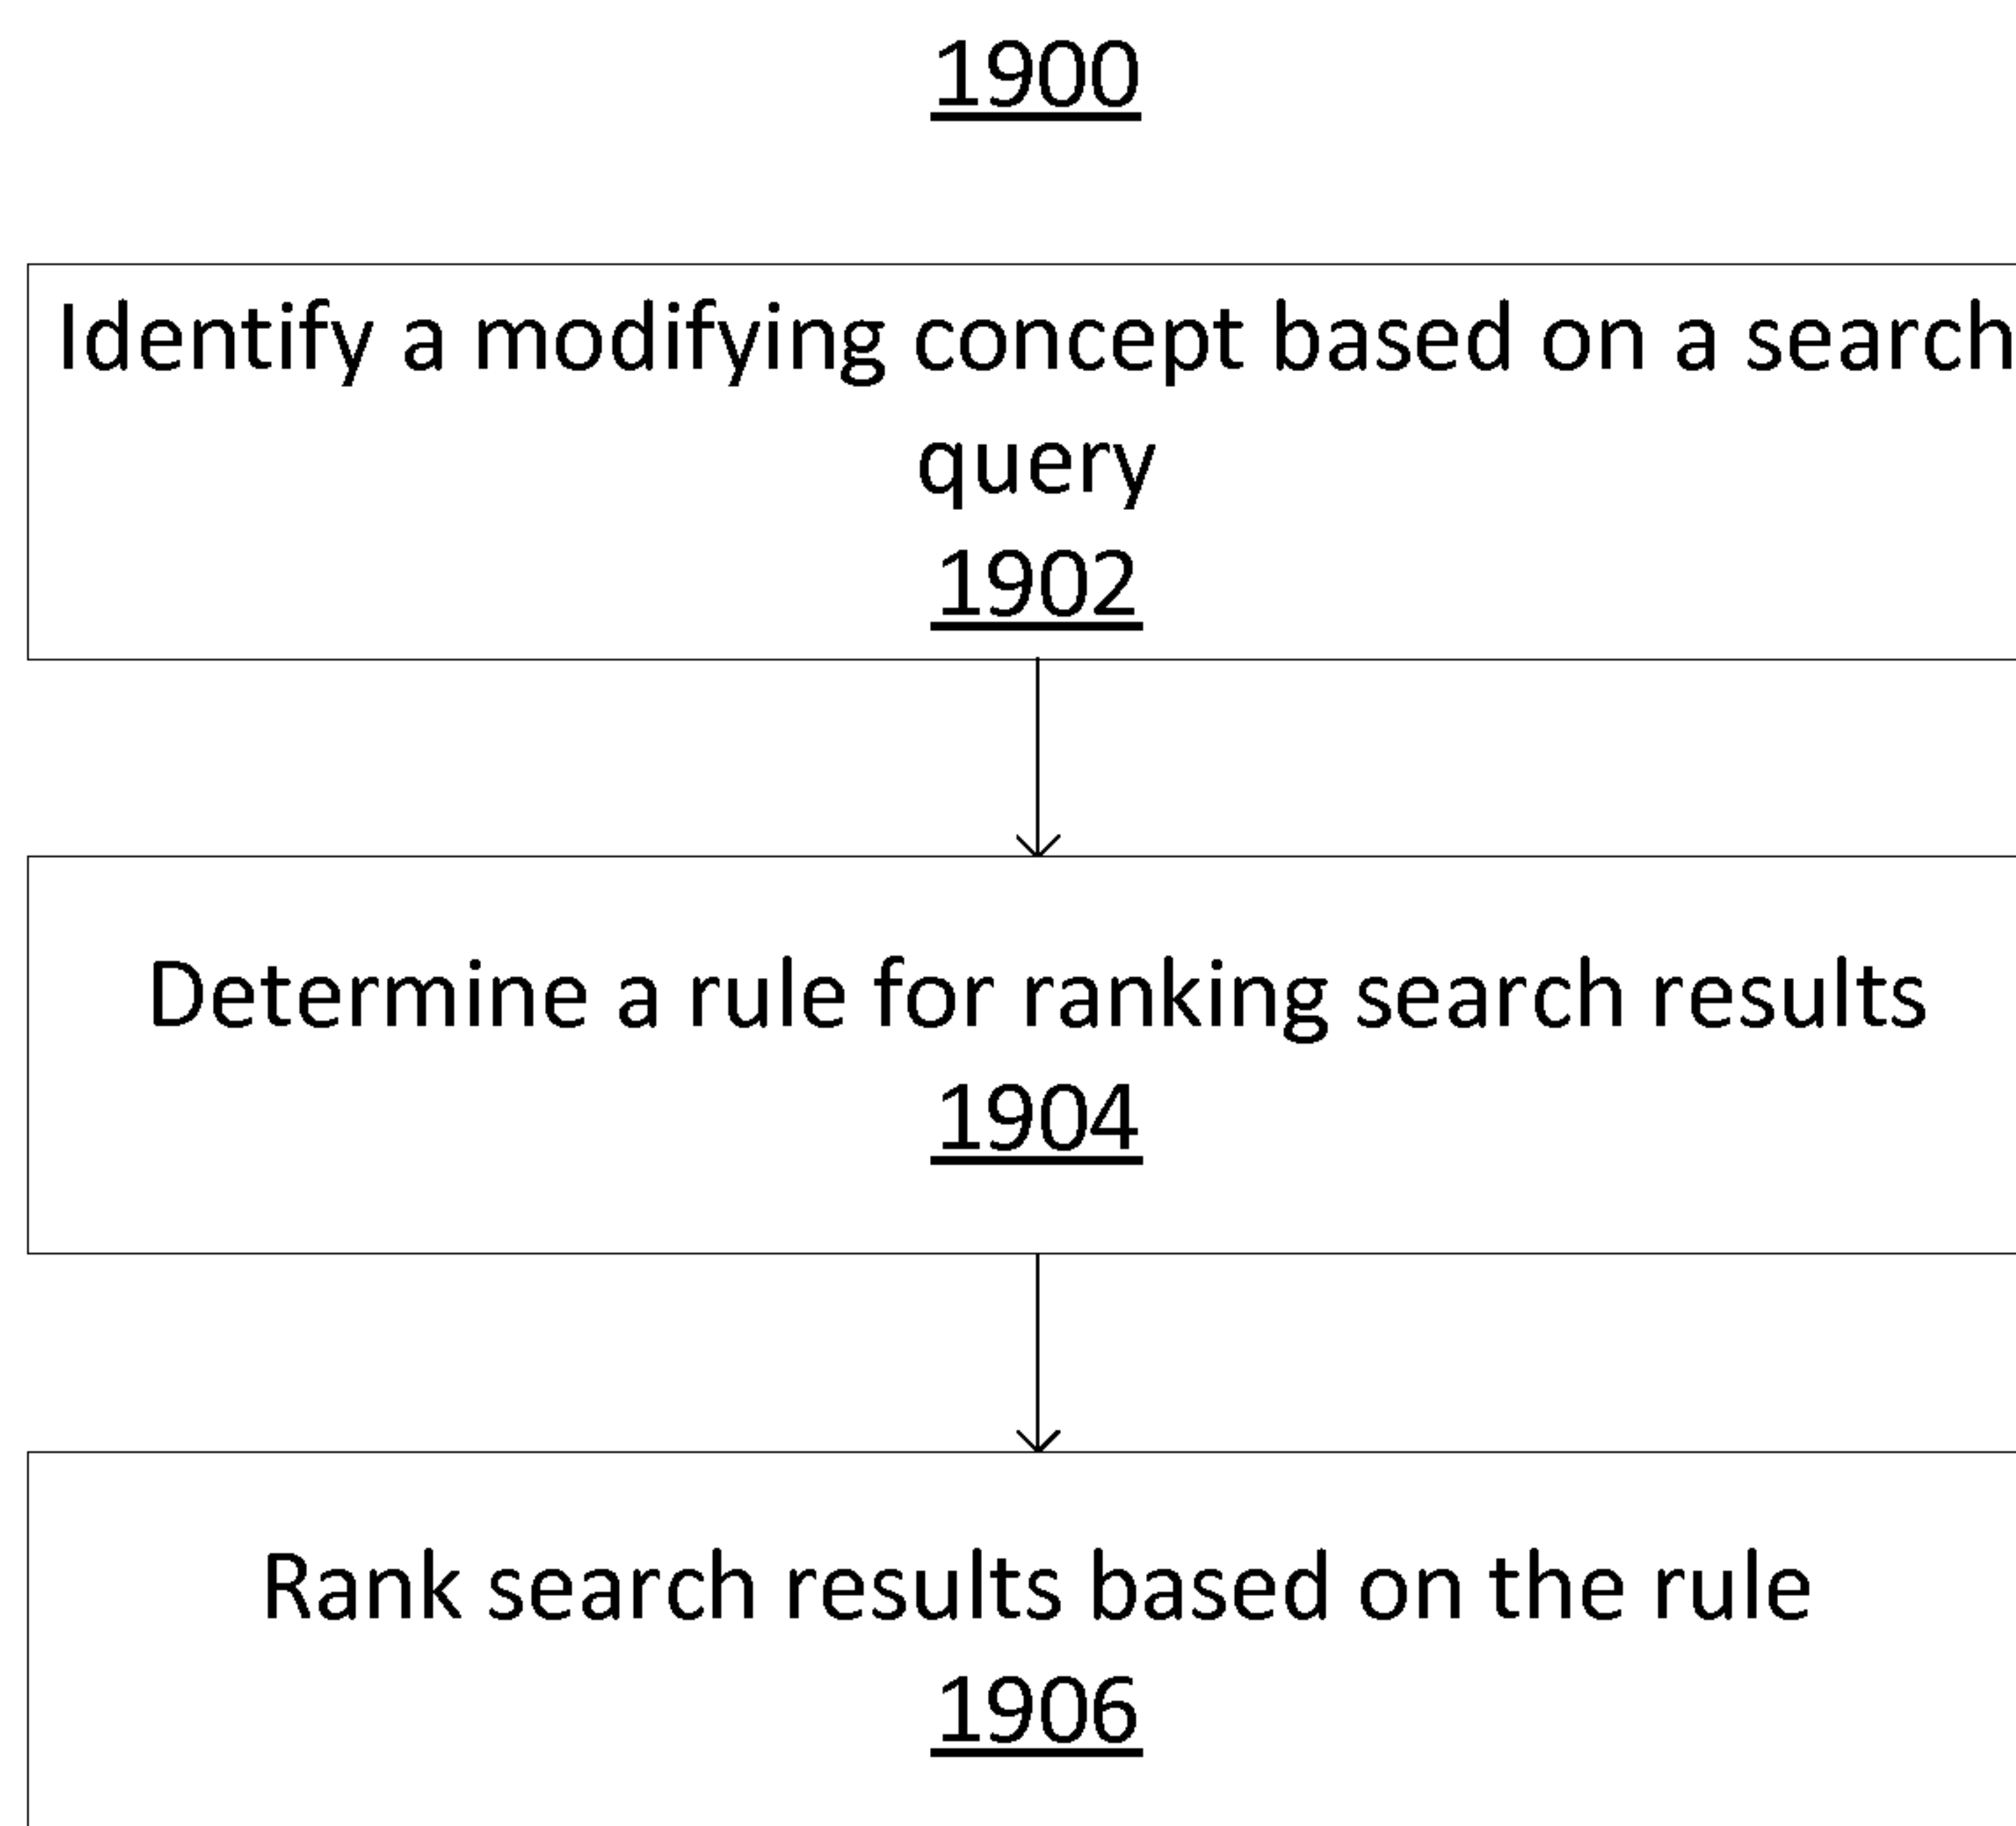 1900
Identify a modifying concept based on a search
query
1902
Determine a rule for ranking search results
1904
Rank search results based on the rule
1906